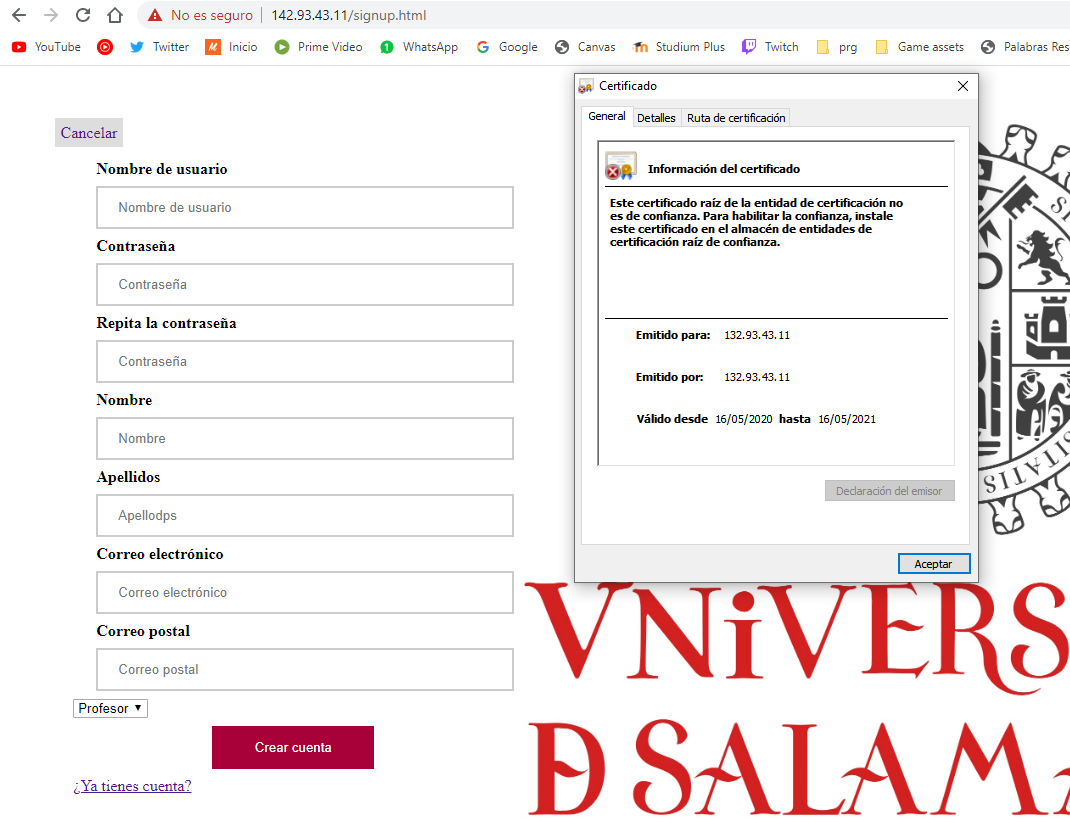 No es seguro 142.93.43.11/signup.html
YouTube Twitter Inicio Prime Video WhatsApp Google Canvas Studium Plus Twitch prg Game assets Palabras Res
Cancelar
Nombre de usuario
Nombre de usuario
Contraseña
Contraseña
Repita la contraseña
Contraseña
Nombre
Nombre
Apellidos
Apellodps
Correo electrónico
Correo electrónico
Correo postal
Correo postal
Profesor
Crear cuenta
¿Ya tienes cuenta?
Certificado
General Detalles Ruta de certificación
Información del certificado
Este certificado raíz de la entidad de certificación no
es de confianza. Para habilitar la confianza, instale
este certificado en el almacén de entidades de
certificación raíz de confianza.
Emitido para: 132.93.43.11
Emitido por: 132.93.43.11
Válido desde 16/05/2020 hasta 16/05/2021
Declaración del emisor
Aceptar
VNiVERS
D SALAMA